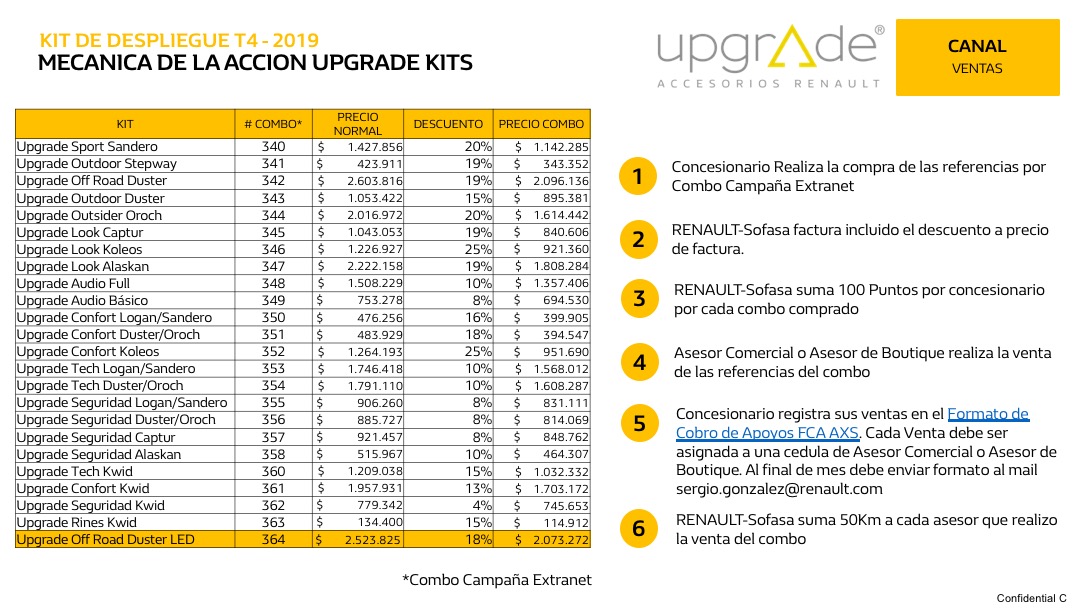 KIT DE DESPLIEGUE T4 - 2019
MECANICA DE LA ACCION UPGRADE KITS
upgrade®
ACCESORIOS RENAULT
CANAL
VENTAS
KIT # COMBO* PRECIO NORMAL DESCUENTO PRECIO COMBO
Upgrade Sport Sandero 340 $ 1.427.856 20% $ 1.142.285
Upgrade Outdoor Stepway 341 $ 423.911 19% $ 343.352
Upgrade Off Road Duster 342 $ 2.603.816 19% $ 2.096.136
Upgrade Outdoor Duster 343 $ 1.053.422 15% $ 895.381
Upgrade Outsider Oroch 344 $ 2.016.972 20% $ 1.614.442
Upgrade Look Captur 345 $ 1.043.053 19% $ 840.606
Upgrade Look Koleos 346 $ 1.226.927 25% $ 921.360
Upgrade Look Alaskan 347 $ 2.222.158 19% $ 1.808.284
Upgrade Audio Full 348 $ 1.508.229 10% $ 1.357.406
Upgrade Audio Básico 349 $ 753.278 8% $ 694.530
Upgrade Confort Logan/Sandero 350 $ 476.256 16% $ 399.905
Upgrade Confort Duster/Oroch 351 $ 483.929 18% $ 394.547
Upgrade Confort Koleos 352 $ 1.264.193 25% $ 951.690
Upgrade Tech Logan/Sandero 353 $ 1.746.418 10% $ 1.568.012
Upgrade Tech Duster/Oroch 354 $ 1.791.110 10% $ 1.608.287
Upgrade Seguridad Logan/Sandero 355 $ 906.260 8% $ 831.111
Upgrade Seguridad Duster/Oroch 356 $ 885.727 8% $ 814.069
Upgrade Seguridad Captur 357 $ 921.457 8% $ 848.762
Upgrade Seguridad Alaskan 358 $ 515.967 10% $ 464.307
Upgrade Tech Kwid 360 $ 1.209.038 15% $ 1.032.332
Upgrade Confort Kwid 361 $ 1.957.931 13% $ 1.703.172
Upgrade Seguridad Kwid 362 $ 779.342 4% $ 745.653
Upgrade Rines Kwid 363 $ 134.400 15% $ 114.912
Upgrade Off Road Duster LED 364 $ 2.523.825 18% $ 2.073.272
*Combo Campaña Extranet
1 Concesionario Realiza la compra de las referencias por
Combo Campaña Extranet
2 RENAULT-Sofasa factura incluido el descuento a precio
de factura.
3 RENAULT-Sofasa suma 100 Puntos por concesionario
por cada combo comprado
4 Asesor Comercial o Asesor de Boutique realiza la venta
de las referencias del combo
5 Concesionario registra sus ventas en el Formato de
Cobro de Apoyos FCA AXS. Cada Venta debe ser
asignada a una cedula de Asesor Comercial o Asesor de
Boutique. Al final de mes debe enviar formato al mail
sergio.gonzalez@renault.com
6 RENAULT-Sofasa suma 50Km a cada asesor que realizo
la venta del combo
Confidential C